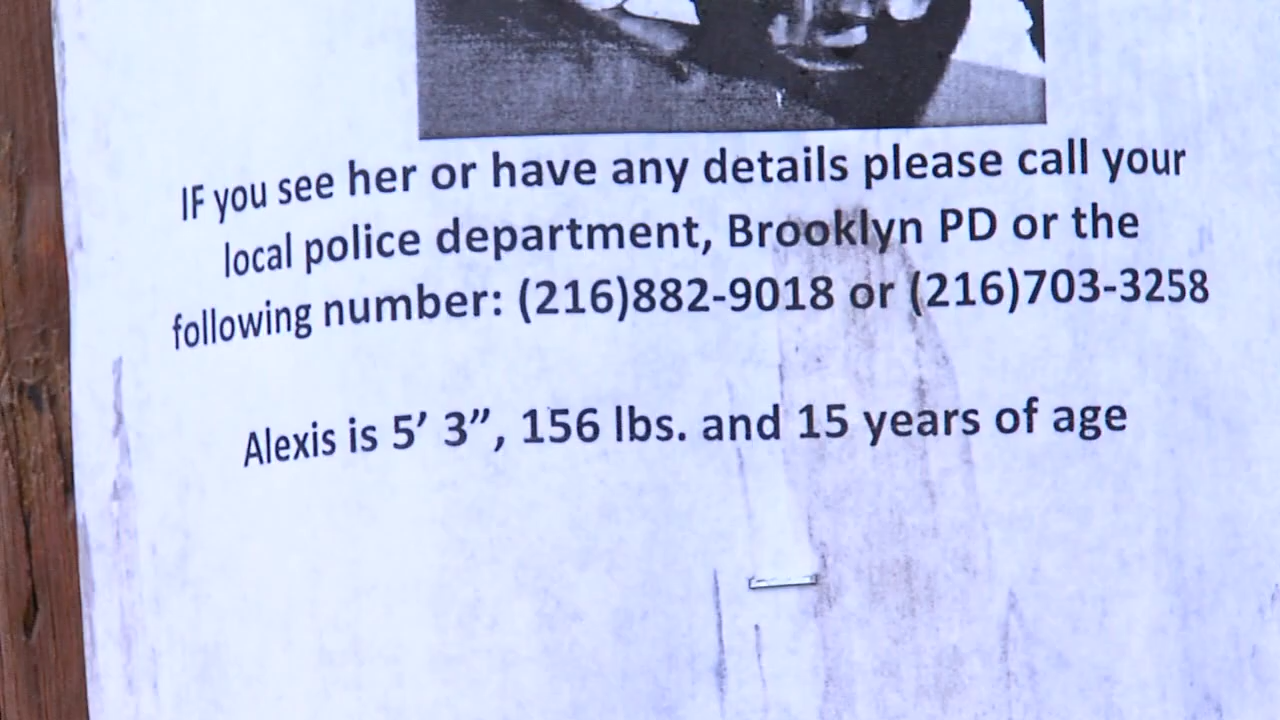 IF you see her or have any details please call your
local police department, Brooklyn PD or the
following number: (216)882-9018 or (216)703-3258
Alexis is 5' 3”, 156 lbs. and 15 years of age